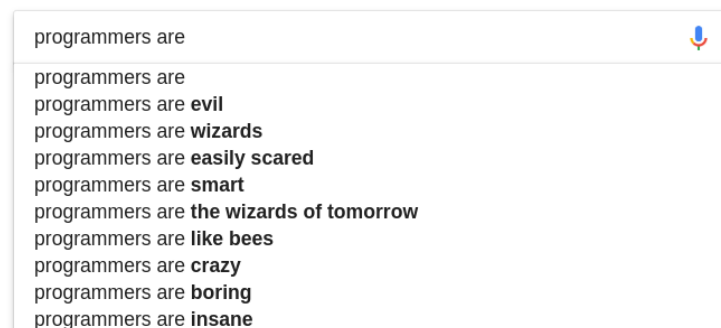 programmers are
programmers are
programmers are evil
programmers are wizards
programmers are easily scared
programmers are smart
programmers are the wizards of tomorrow
programmers are like bees
programmers are crazy
programmers are boring
programmers are insane